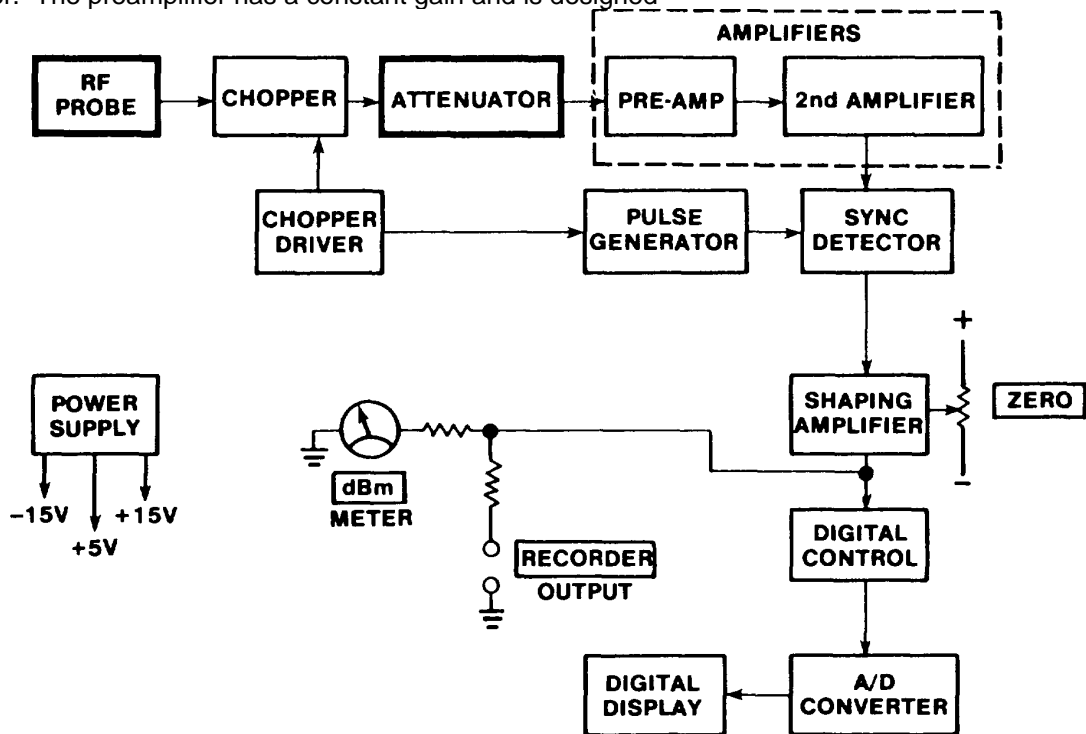 er. The preamplifier has a constant gain and is designed
AMPLIFIERS
RF
PROBE
CHOPPER
ATTENUATOR
PRE-AMP
2nd AMPLIFIER
CHOPPER
DRIVER
PULSE
GENERATOR
SYNC
DETECTOR
+
POWER
SUPPLY
SHAPING
AMPLIFIER
ZERO
–
dBm
METER
-15V
+15V
+5V
RECORDER
OUTPUT
DIGITAL
CONTROL
DIGITAL
DISPLAY
A/D
CONVERTER